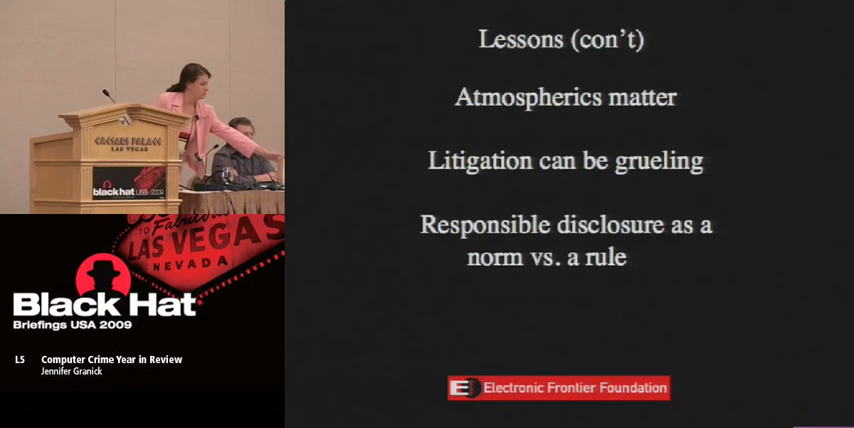 Lessons (con't)
Atmospherics matter
Litigation can be grueling
Responsible disclosure as a
norm vs. a rule
Electronic Frontier Foundation
CAESARS PALACE
LAS VEGAS
black hat USA · 2009
TO Fabulous
LAS VEGAS
NEVADA
Black Hat
Briefings USA 2009
L5 Computer Crime Year in Review
Jennifer Granick